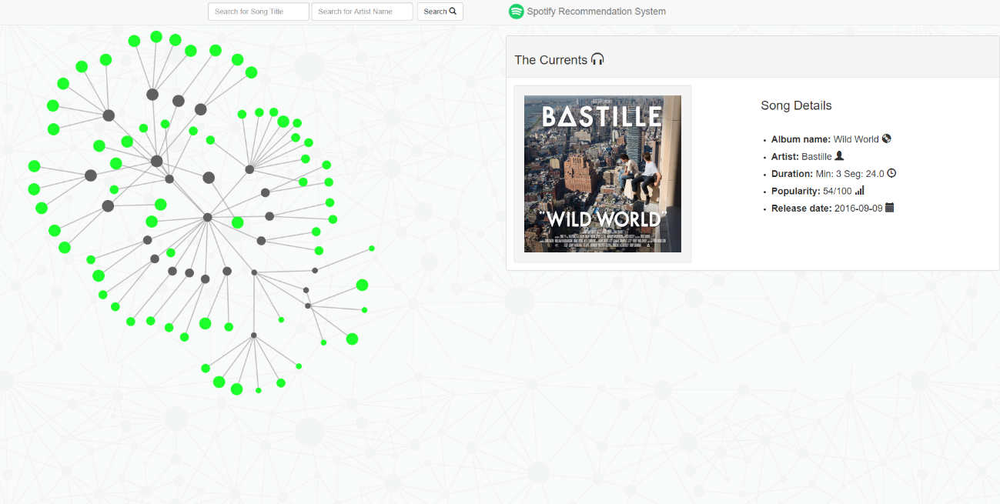 Search for Song Title
Search for Artist Name
Search
Spotify Recommendation System
The Currents
BASTILLE
"WILD WORLD"
Song Details
Album name: Wild World
Artist: Bastille
Duration: Min: 3 Seg: 24.0
Popularity: 54/100
Release date: 2016-09-09